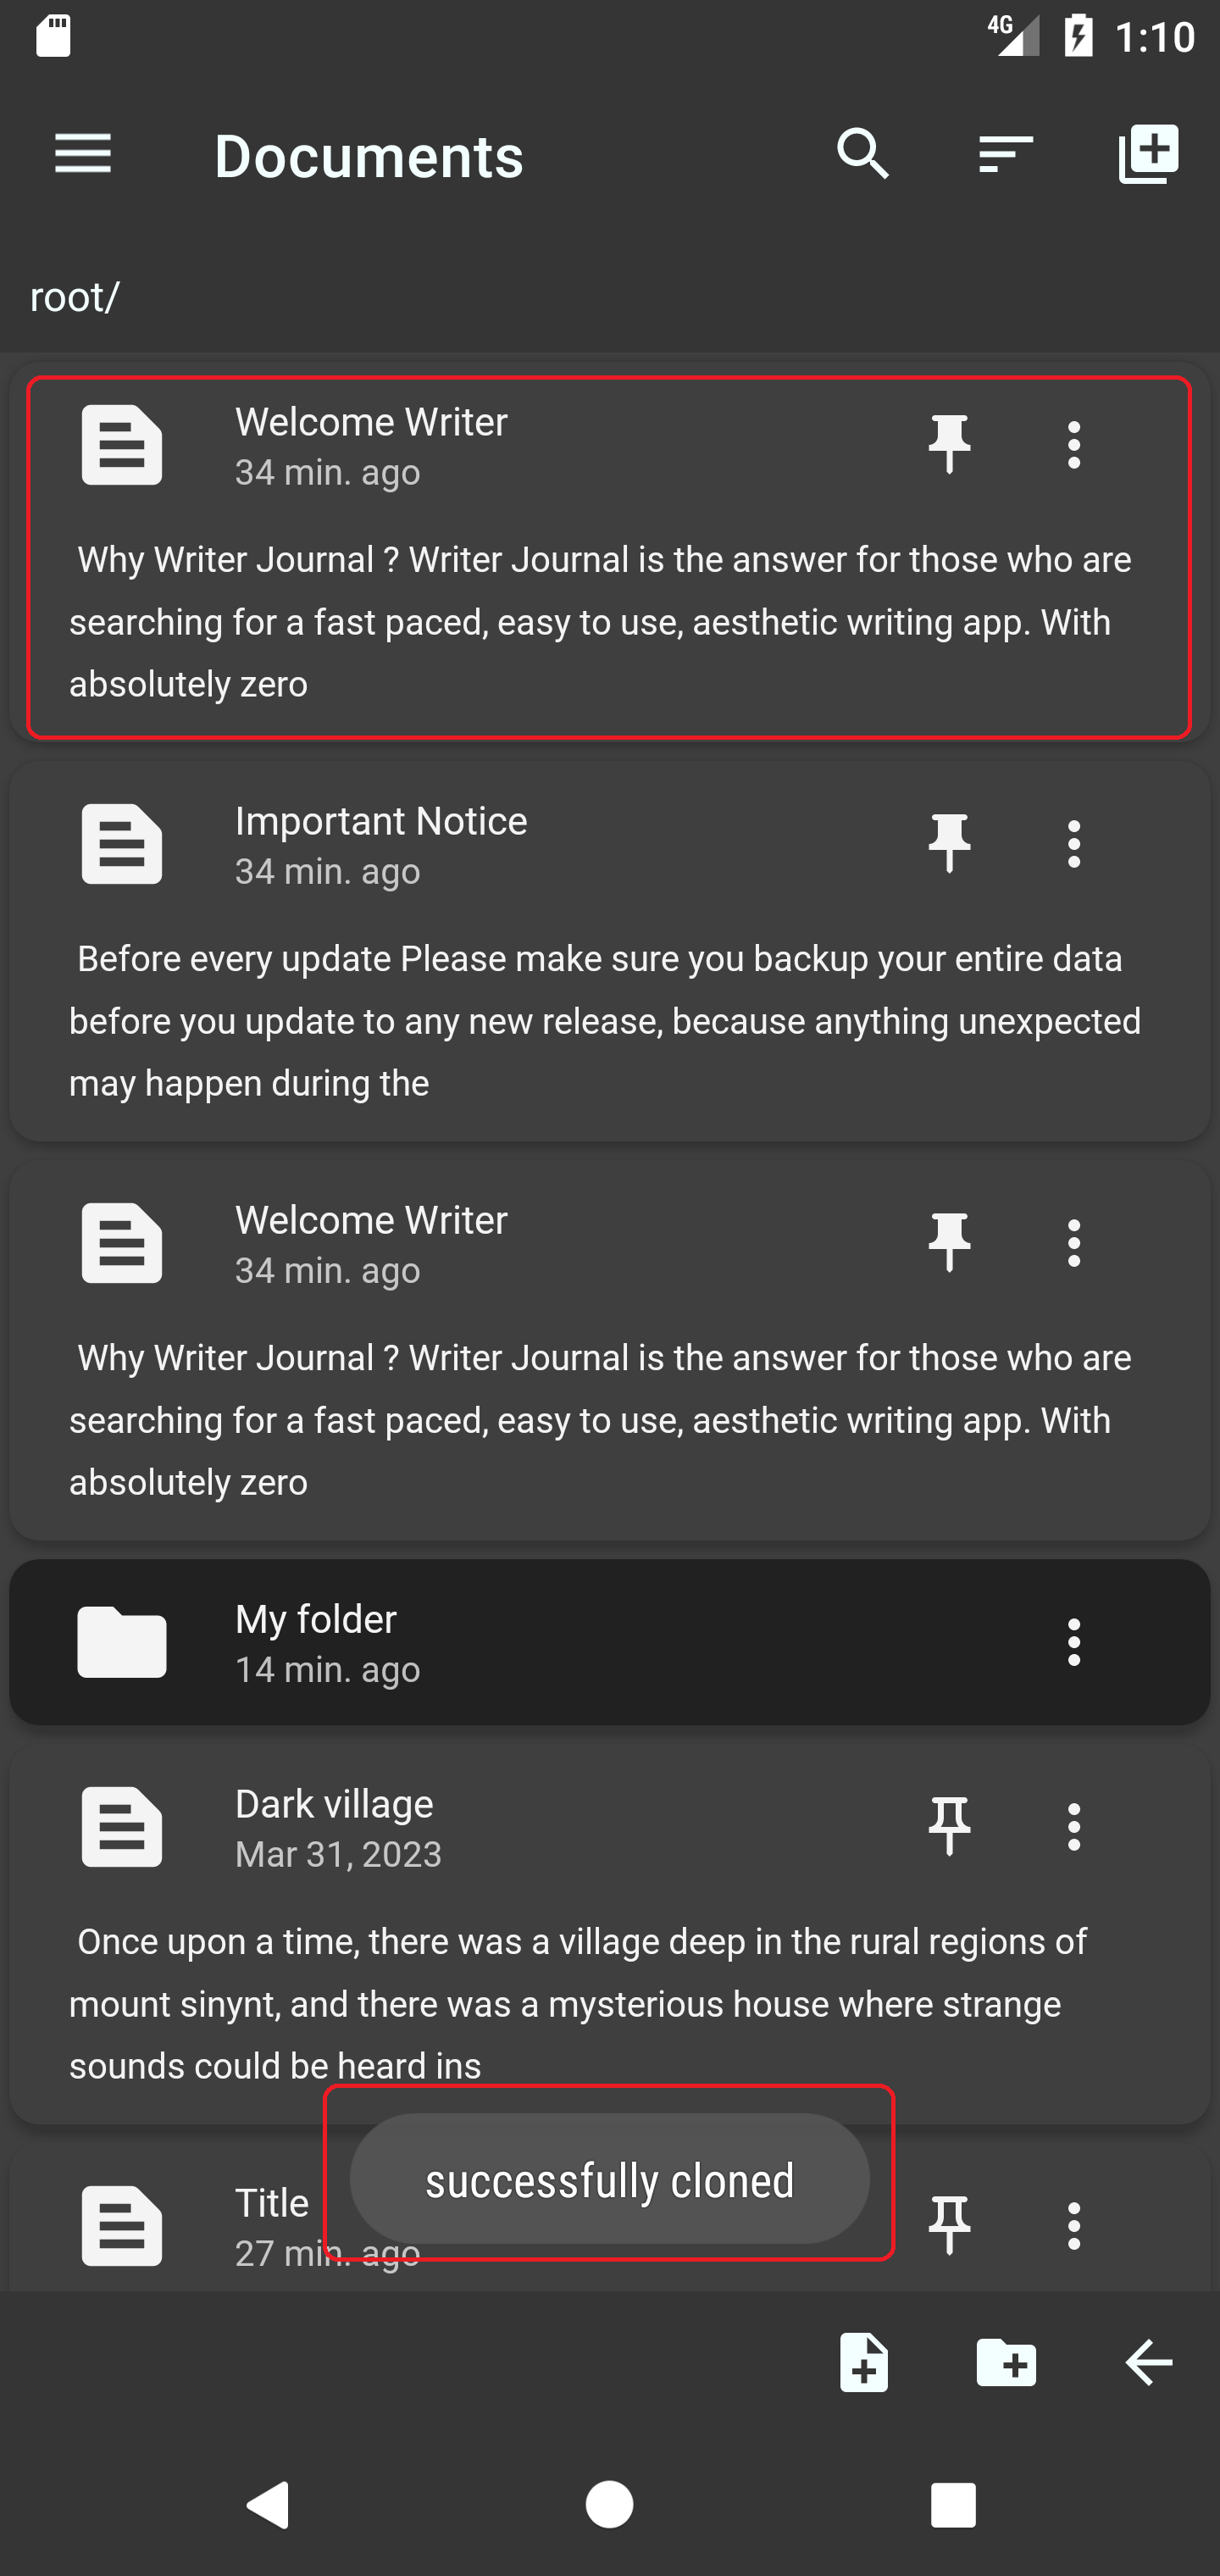 4G 1:10
Documents
root/
Welcome Writer
34 min. ago
Why Writer Journal ? Writer Journal is the answer for those who are
searching for a fast paced, easy to use, aesthetic writing app. With
absolutely zero
Important Notice
34 min. ago
Before every update Please make sure you backup your entire data
before you update to any new release, because anything unexpected
may happen during the
Welcome Writer
34 min. ago
Why Writer Journal ? Writer Journal is the answer for those who are
searching for a fast paced, easy to use, aesthetic writing app. With
absolutely zero
My folder
14 min. ago
Dark village
Mar 31, 2023
Once upon a time, there was a village deep in the rural regions of
mount sinynt, and there was a mysterious house where strange
sounds could be heard ins
successfully cloned
Title
27 min. ago